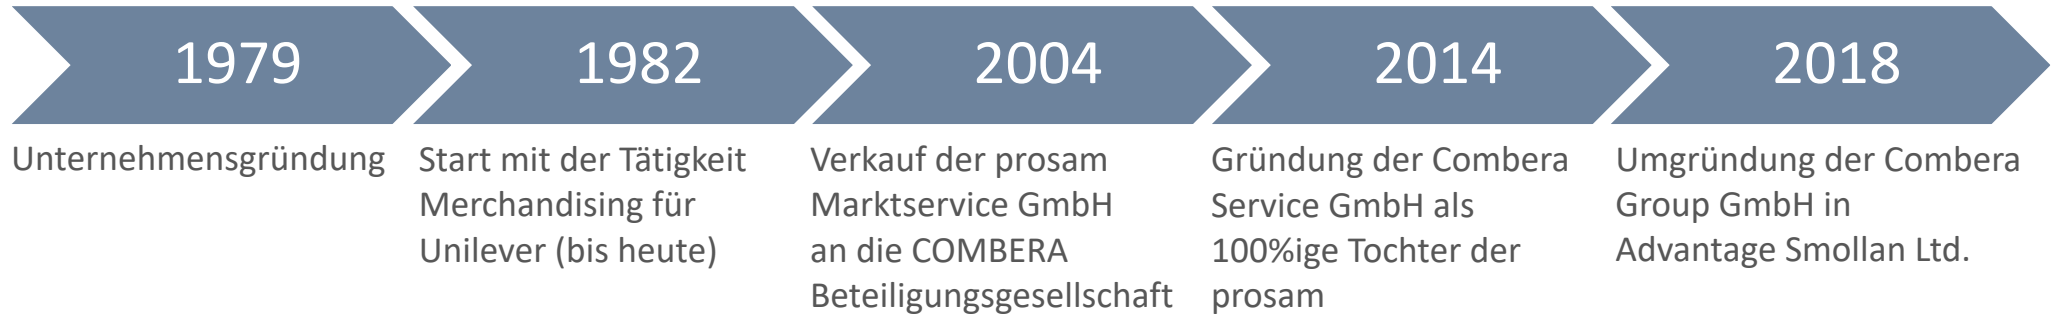 1979
Unternehmensgründung
1982
Start mit der Tätigkeit
Merchandising für
Unilever (bis heute)
2004
Verkauf der prosam
Marktservice GmbH
an die COMBERA
Beteiligungsgesellschaft
2014
Gründung der Combera
Service GmbH als
100%ige Tochter der
prosam
2018
Umgründung der Combera
Group GmbH in
Advantage Smollan Ltd.